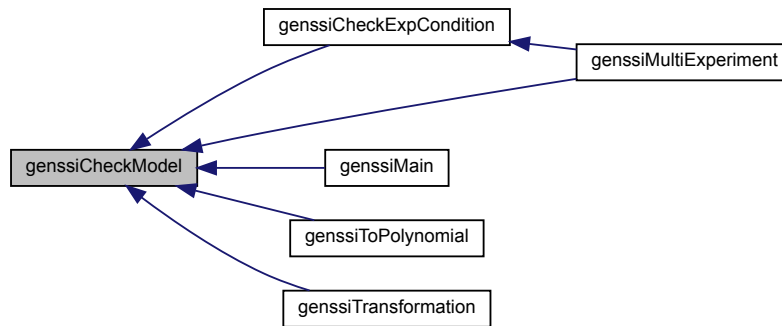 genssiCheckExpCondition
genssiMultiExperiment
genssiCheckModel
genssiMain
genssiToPolynomial
genssiTransformation